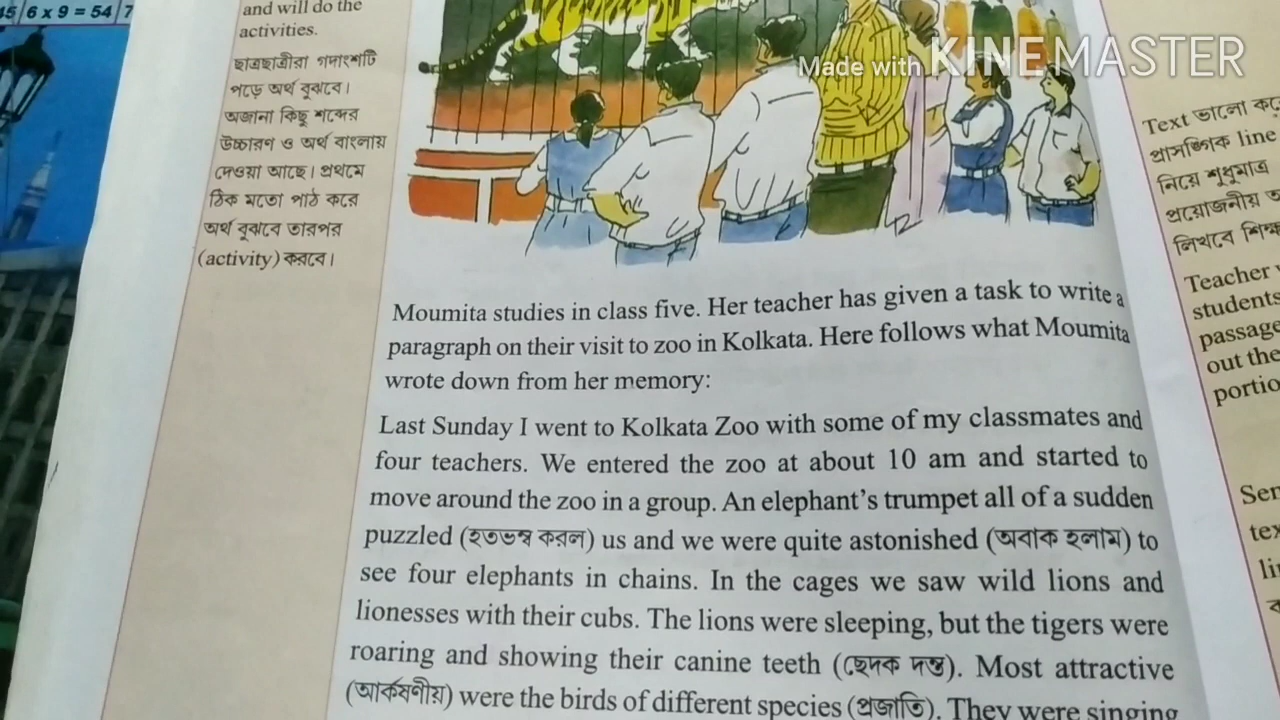 45 6 x 9 = 54 7
and will do the
activities.
ছাত্রছাত্রীরা গদ্যাংশটি
পড়ে অর্থ বুঝবে।
অজানা কিছু শব্দের
উচ্চারণ ও অর্থ বাংলায়
দেওয়া আছে। প্রথমে
ঠিক মতো পাঠ করে
অর্থ বুঝবে তারপর
(activity) করবে।
Made with KINEMASTER
Moumita studies in class five. Her teacher has given a task to write a
paragraph on their visit to zoo in Kolkata. Here follows what Moumita
wrote down from her memory:
Last Sunday I went to Kolkata Zoo with some of my classmates and
four teachers. We entered the zoo at about 10 am and started to
move around the zoo in a group. An elephant's trumpet all of a sudden
puzzled (হতভম্ব করল) us and we were quite astonished (অবাক হলাম) to
see four elephants in chains. In the cages we saw wild lions and
lionesses with their cubs. The lions were sleeping, but the tigers were
roaring and showing their canine teeth (ছেদক দন্ত). Most attractive
(আর্কষনীয়) were the birds of different species (প্রজাতি). They were singing
Text ভালো
প্রাসঙ্গিক line
নিয়ে শুধুমাত্র
প্রয়োজনীয়
লিখবে
Teacher
students
passage
out the